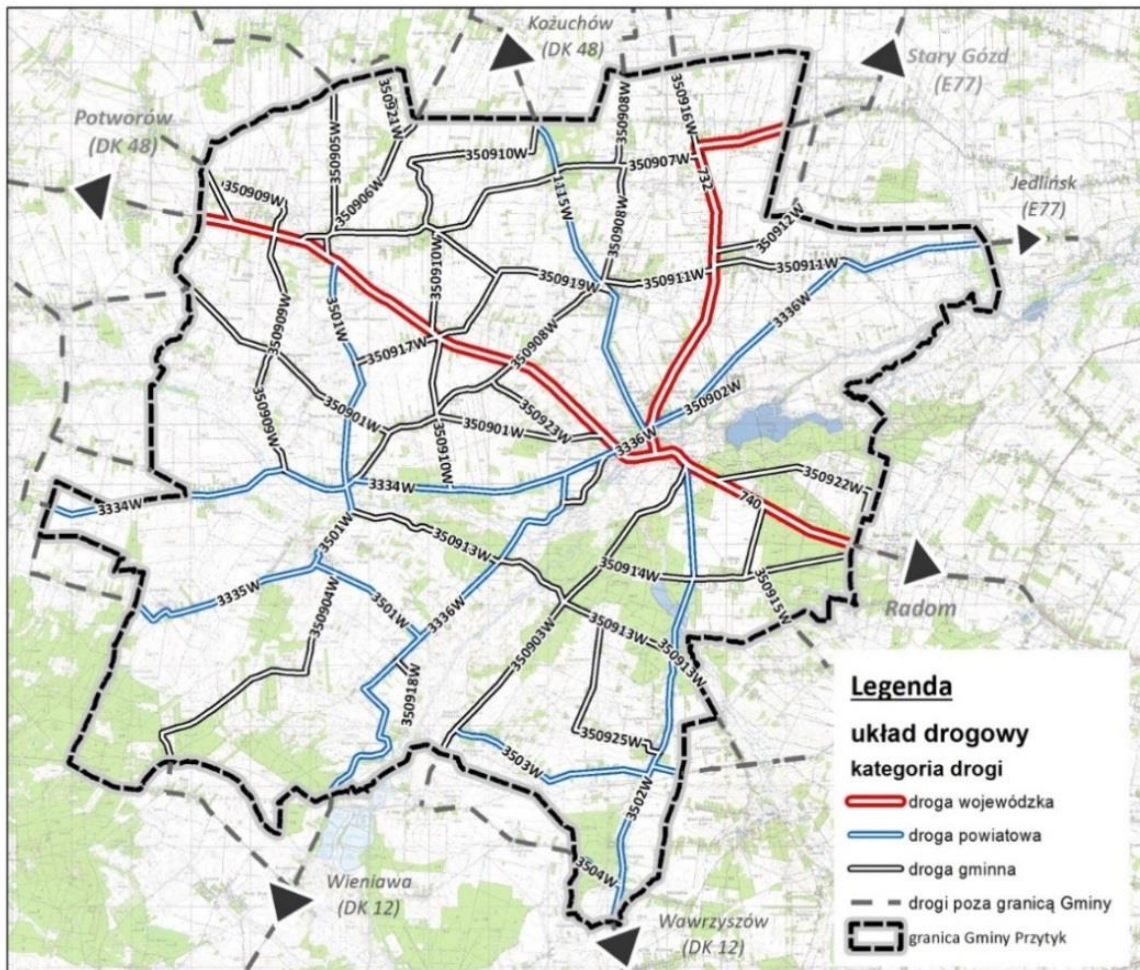 Kożuchów
(DK 48)
Stary Gózd
(E77)
Potworów
(DK 48)
Jedlińsk
(E77)
350905W
350921W
350908W
350916W
350910W
350907W
732
350909W
350906W
1115W
350908W
350912W
350910W
350919W
350911W
350911W
3501W
350909W
3336W
350917W
350908W
350902W
350901W
350923W
350909W
350901W
3336W
350910W
350922W
3334W
3334W
740
3501W
350913W
350914W
350915W
3335W
350904W
3501W
3336W
350903W
350913W
350913W
350918W
350925W
3503W
3502W
3504W
Radom
Wieniawa
(DK 12)
Wawrzyszów
(DK 12)
Legenda
układ drogowy
kategoria drogi
droga wojewódzka
droga powiatowa
droga gminna
drogi poza granicą Gminy
granica Gminy Przytyk